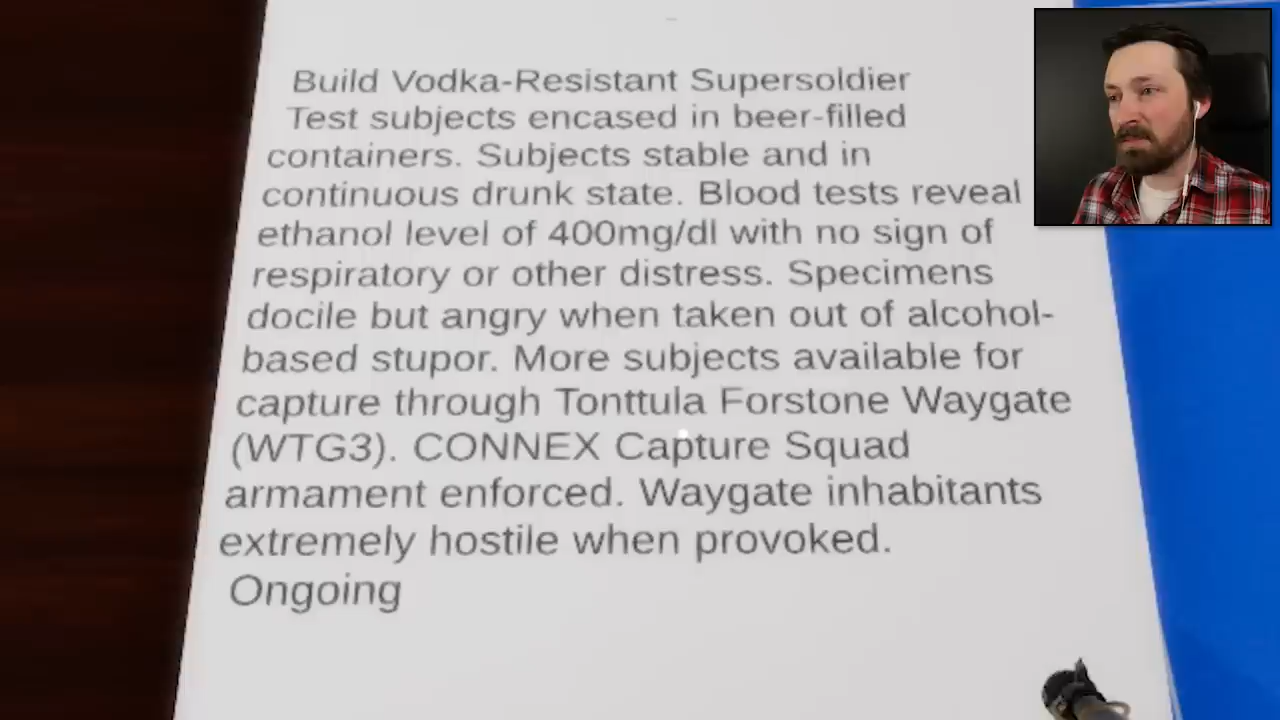 Build Vodka-Resistant Supersoldier
Test subjects encased in beer-filled
containers. Subjects stable and in
continuous drunk state. Blood tests reveal
ethanol level of 400mg/dl with no sign of
respiratory or other distress. Specimens
docile but angry when taken out of alcohol-
based stupor. More subjects available for
capture through Tonttula Forstone Waygate
(WTG3). CONNEX Capture Squad
armament enforced. Waygate inhabitants
extremely hostile when provoked.
Ongoing